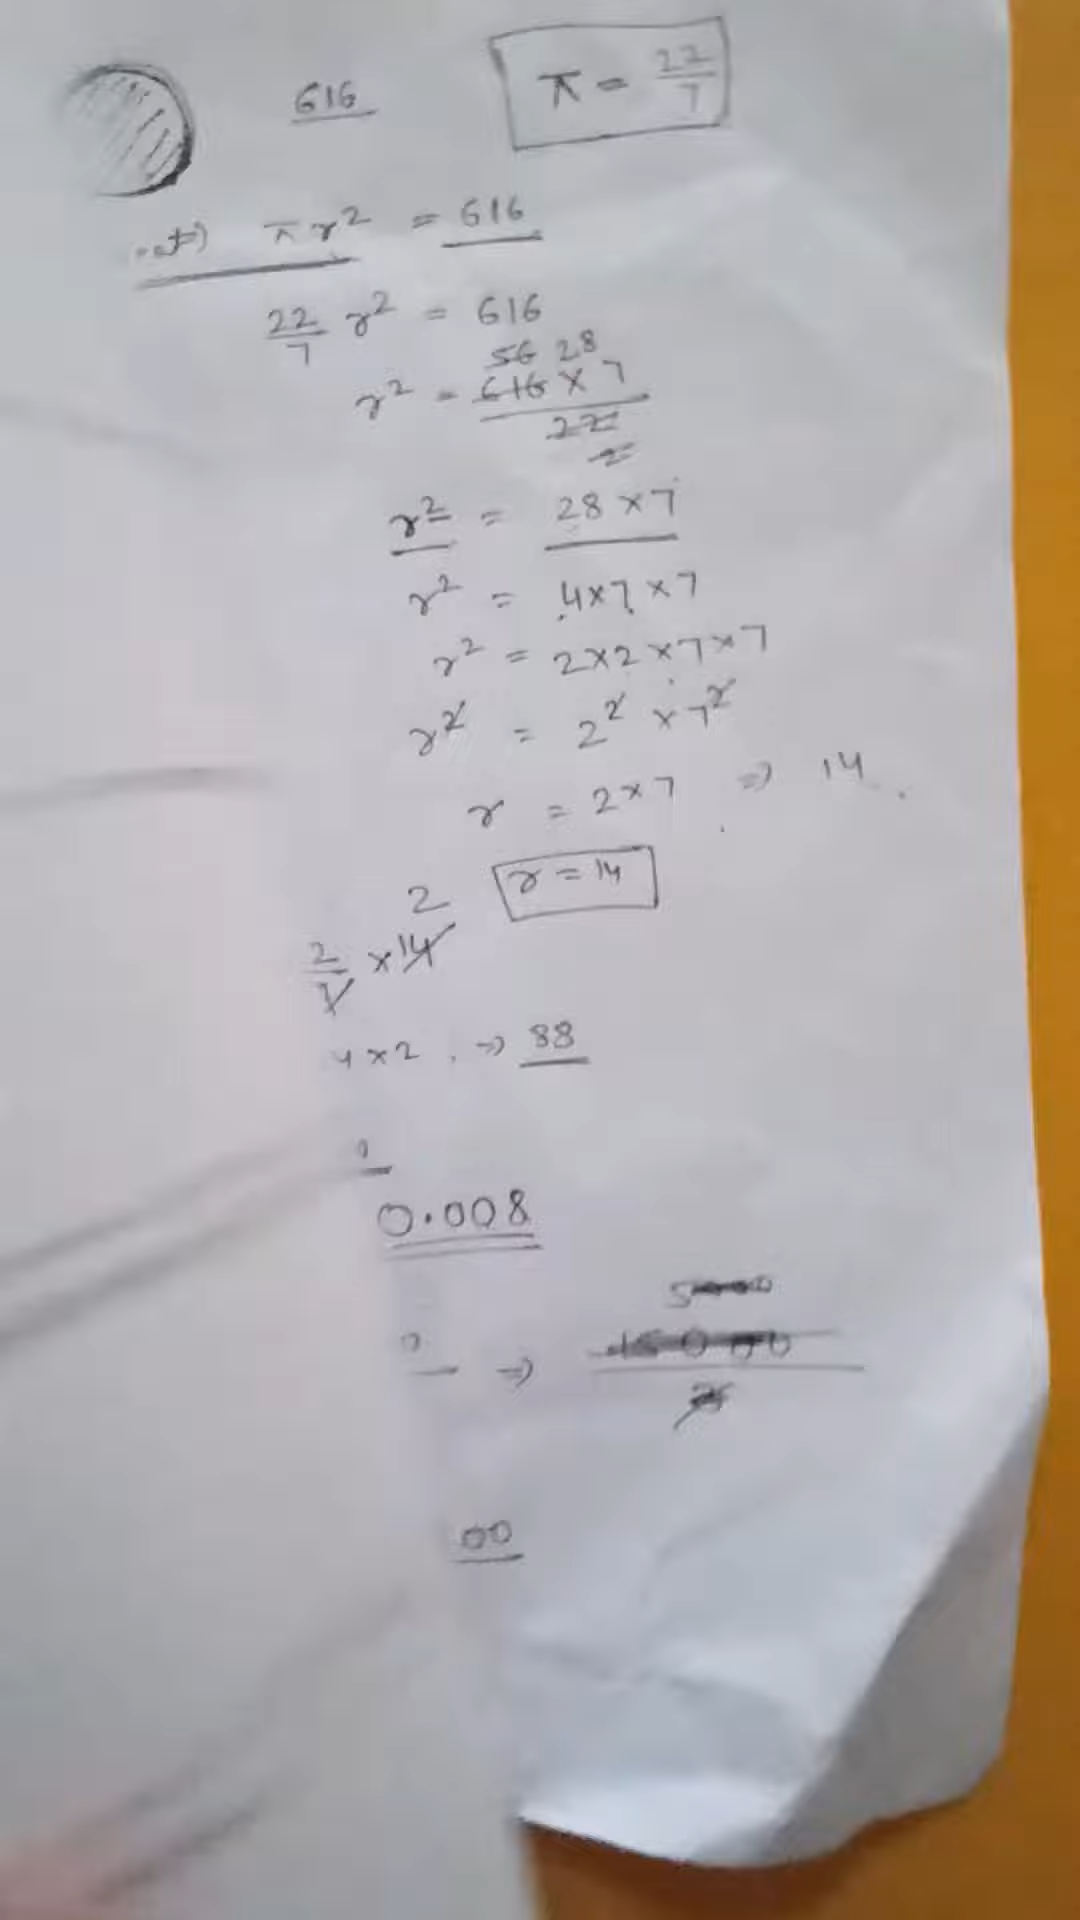 616
π = 22/7
πr² = 616
22/7 r² = 616
56 28
r² = 616 × 7
22
2
r² = 28 × 7
r² = 4×7×7
r² = 2×2×7×7
r² = 2² × 7²
r = 2×7 ⇒ 14
r = 14
2
2/7 × 14
4 × 2 ⇒ 88
0.008
⇒
00